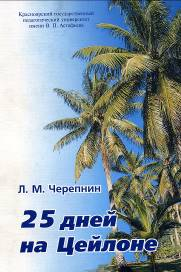 Красноярский государственный
педагогический университет
имени В. П. Астафьева
Л. М. Черепнин
25 дней
на Цейлоне